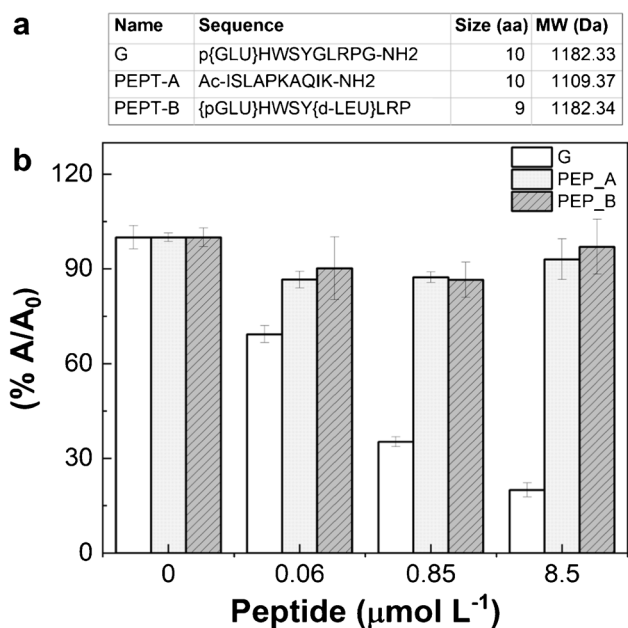 a
Name Sequence Size (aa) MW (Da)
G p{GLU}HWSYGLRPG-NH2 10 1182.33
PEPT-A Ac-ISLAPKAQIK-NH2 10 1109.37
PEPT-B {pGLU}HWSY{d-LEU}LRP 9 1182.34
b
G
PEP_A
PEP_B
120
90
60
30
0
(% A/A₀)
0 0.06 0.85 8.5
Peptide (μmol L⁻¹)